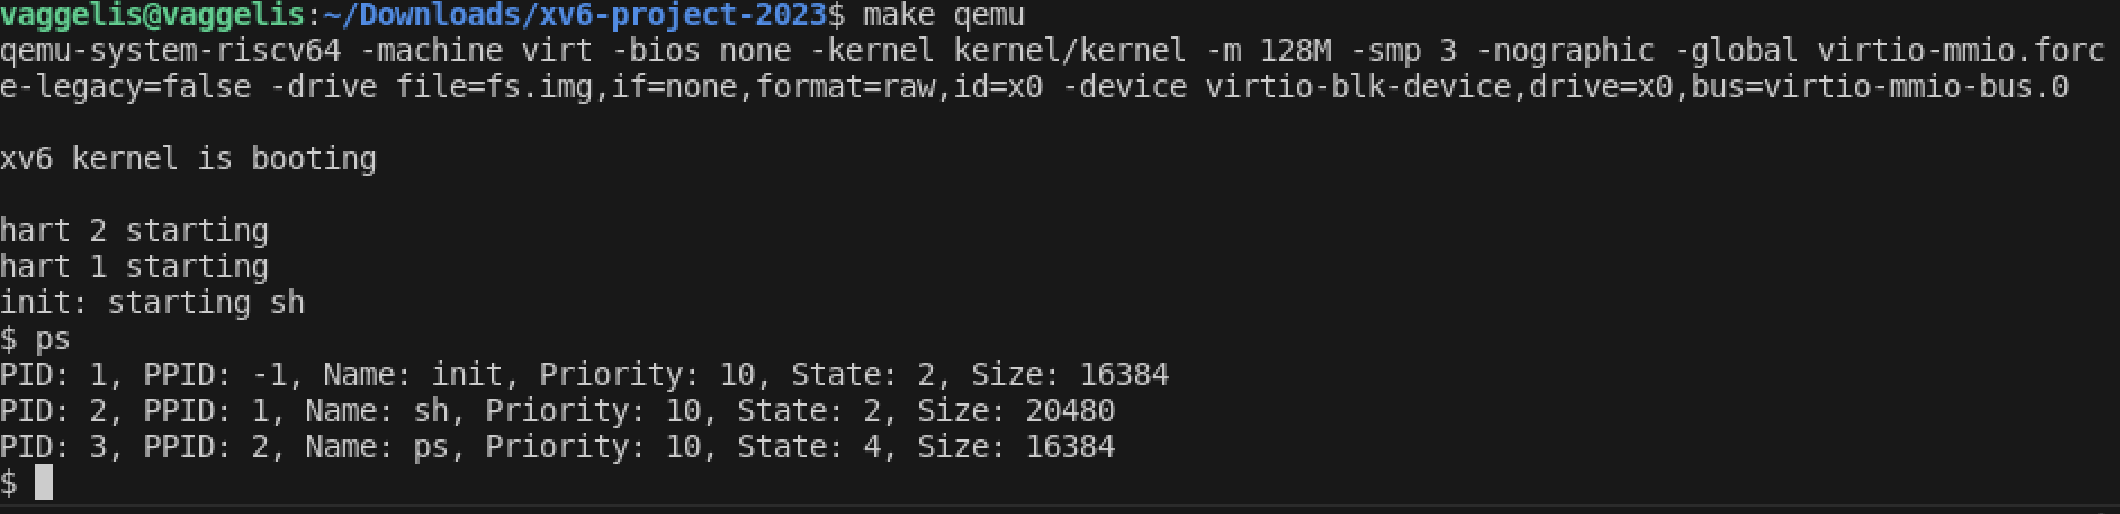 vaggelis@vaggelis:~/Downloads/xv6-project-2023$ make qemu
qemu-system-riscv64 -machine virt -bios none -kernel kernel/kernel -m 128M -smp 3 -nographic -global virtio-mmio.forc
e-legacy=false -drive file=fs.img,if=none,format=raw,id=x0 -device virtio-blk-device,drive=x0,bus=virtio-mmio-bus.0
xv6 kernel is booting
hart 2 starting
hart 1 starting
init: starting sh
$ ps
PID: 1, PPID: -1, Name: init, Priority: 10, State: 2, Size: 16384
PID: 2, PPID: 1, Name: sh, Priority: 10, State: 2, Size: 20480
PID: 3, PPID: 2, Name: ps, Priority: 10, State: 4, Size: 16384
$